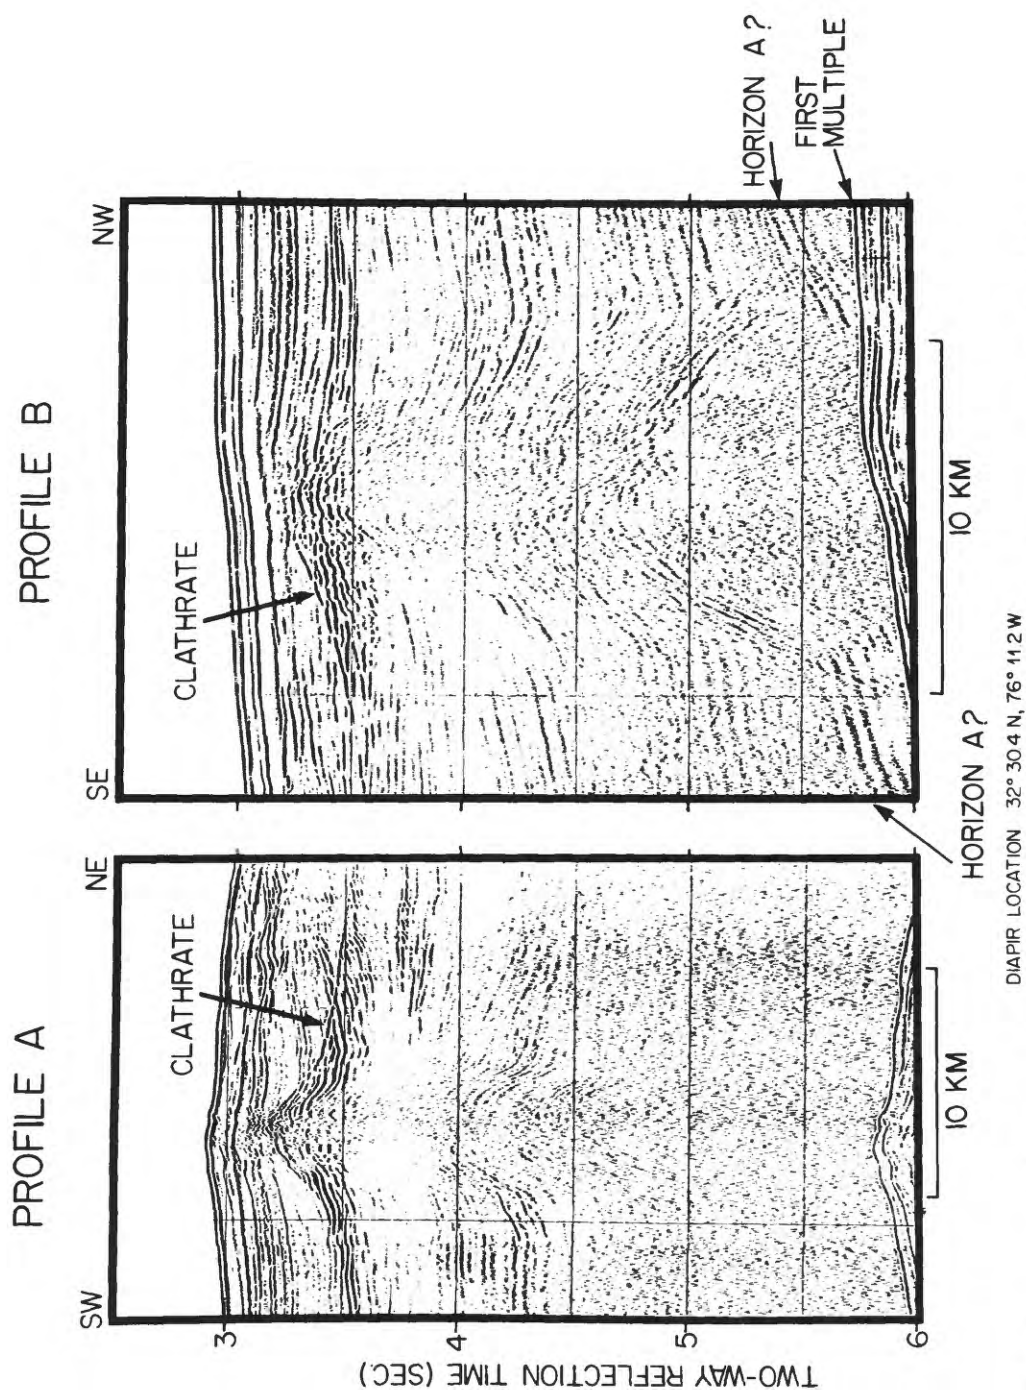 PROFILE A
PROFILE B
SW
NE
SE
NW
CLATHRATE
CLATHRATE
3
4
5
6
TWO-WAY REFLECTION TIME (SEC.)
10 KM
10 KM
HORIZON A?
HORIZON A?
FIRST
MULTIPLE
DIAPIR LOCATION 32° 30 4 N, 76° 11 2 W